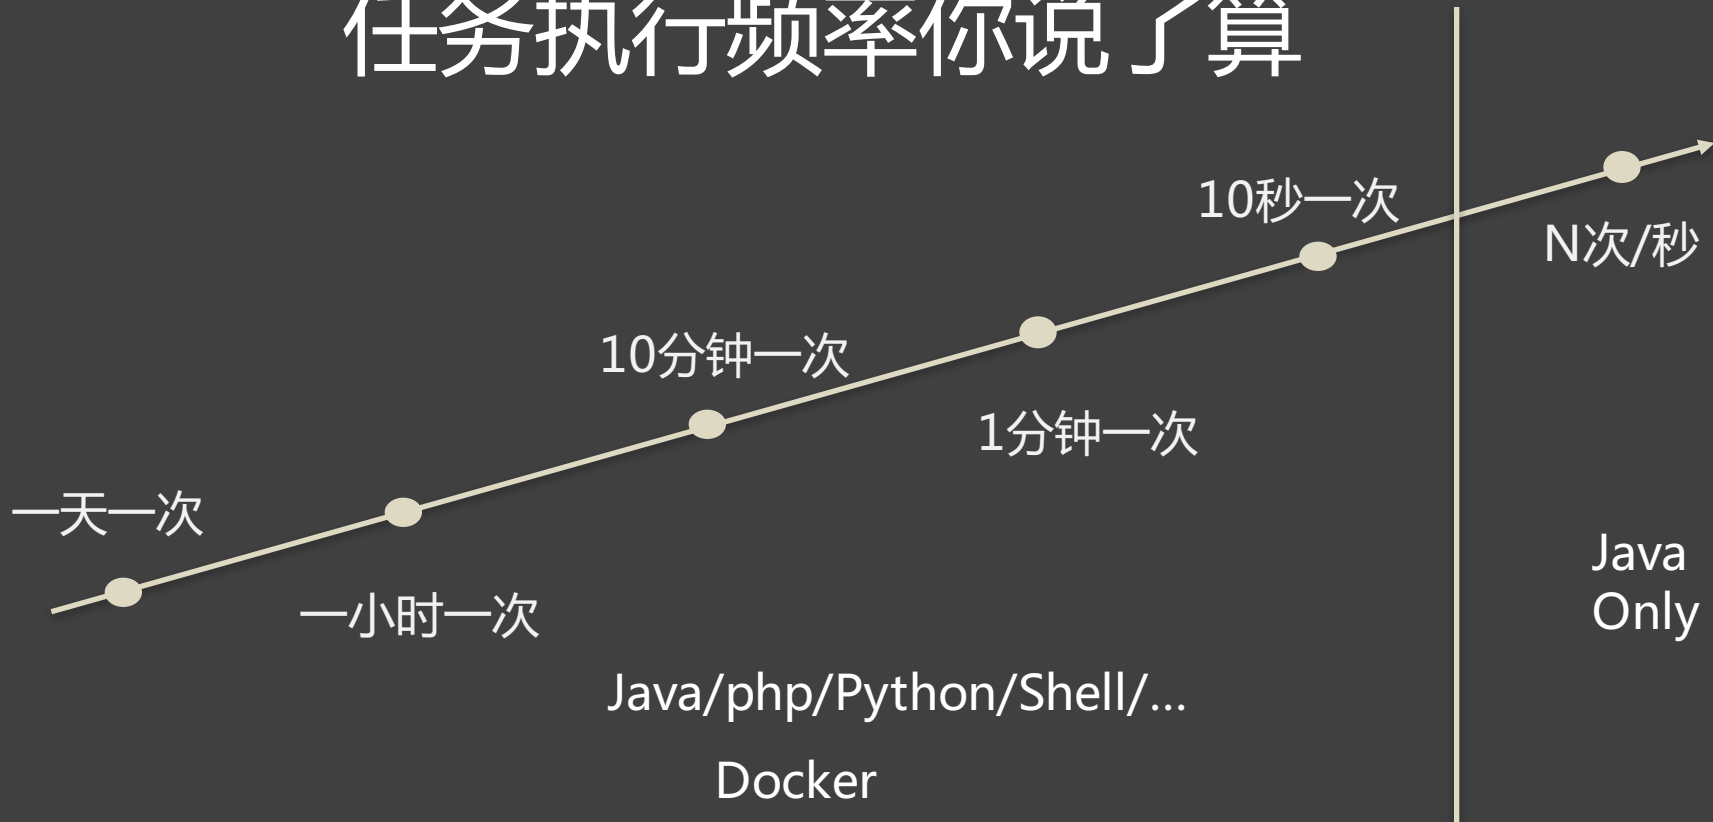 任务执行频率你说了算
10秒一次
N次/秒
10分钟一次
1分钟一次
一天一次
一小时一次
Java
Only
Java/php/Python/Shell/...
Docker